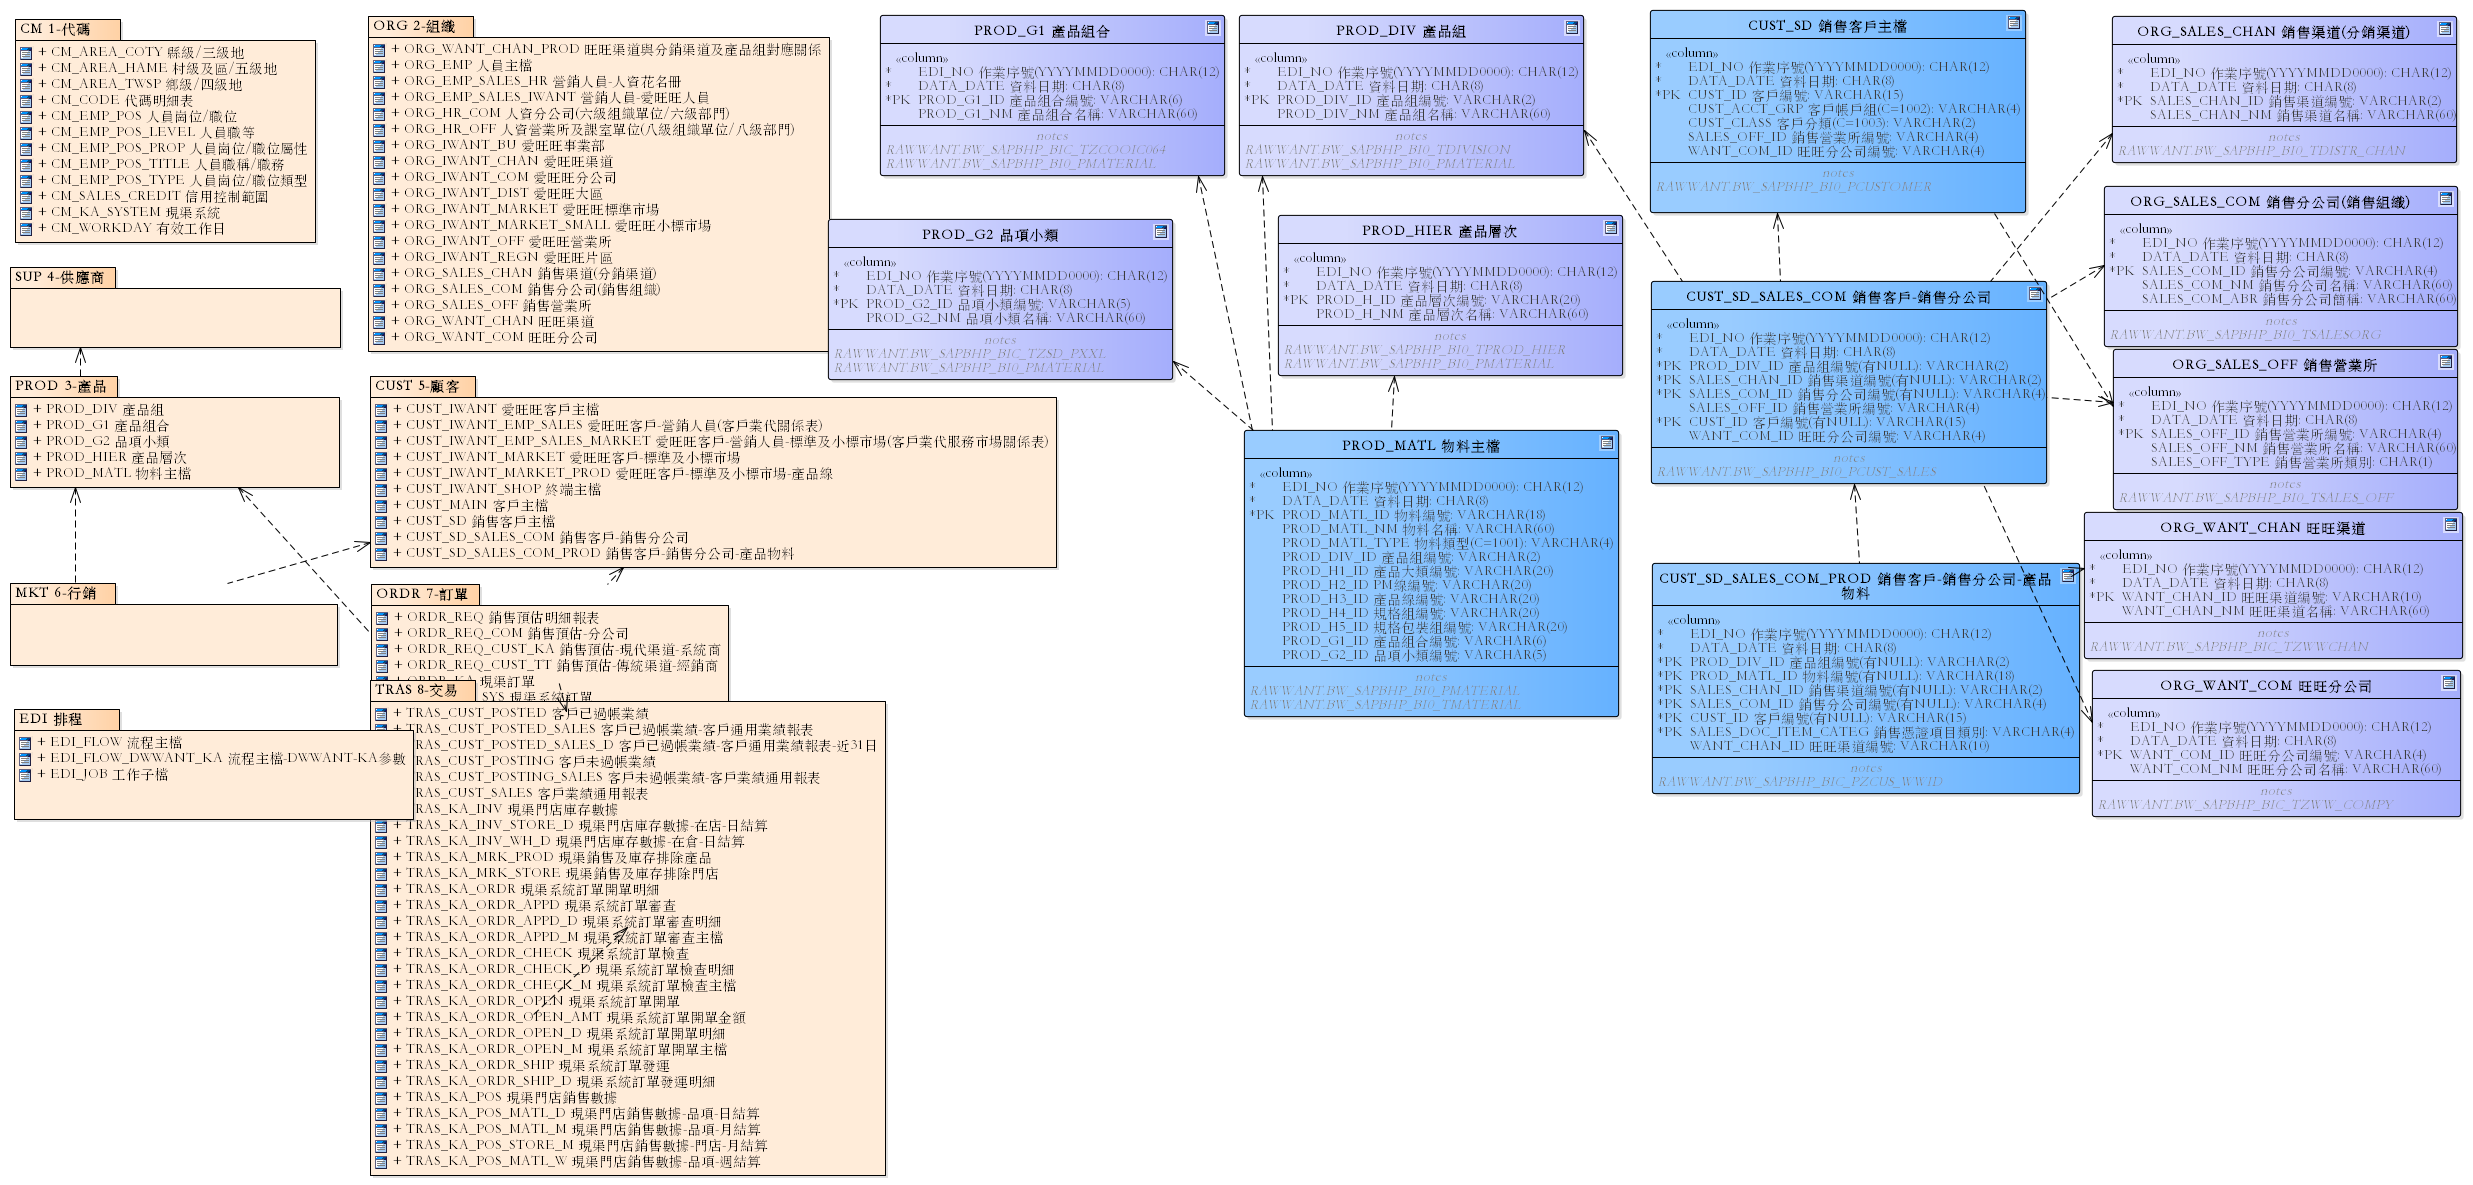 CM 1-代碼
+ CM_AREA_COTY 縣級/三級地
+ CM_AREA_HAME 村級及區/五級地
+ CM_AREA_TWSP 鄉級/四級地
+ CM_CODE 代碼明細表
+ CM_EMP_POS 人員崗位/職位
+ CM_EMP_POS_LEVEL 人員職等
+ CM_EMP_POS_PROP 人員崗位/職位屬性
+ CM_EMP_POS_TITLE 人員職稱/職務
+ CM_EMP_POS_TYPE 人員崗位/職位類型
+ CM_SALES_CREDIT 信用控制範圍
+ CM_KA_SYSTEM 現渠系統
+ CM_WORKDAY 有效工作日
SUP 4-供應商
PROD 3-產品
+ PROD_DIV 產品組
+ PROD_G1 產品組合
+ PROD_G2 品項小類
+ PROD_HIER 產品層次
+ PROD_MATL 物料主檔
MKT 6-行銷
EDI 排程
+ EDI_FLOW 流程主檔
+ EDI_FLOW_DWWANT_KA 流程主檔-DWWANT-KA參數
+ EDI_JOB 工作子檔
ORG 2-組織
+ ORG_WANT_CHAN_PROD 旺旺渠道與分銷渠道及產品組對應關係
+ ORG_EMP 人員主檔
+ ORG_EMP_SALES_HR 營銷人員-人資花名冊
+ ORG_EMP_SALES_IWANT 營銷人員-愛旺旺人員
+ ORG_HR_COM 人資分公司(六級組織單位/六級部門)
+ ORG_HR_OFF 人資營業所及課室單位(八級組織單位/八級部門)
+ ORG_IWANT_BU 愛旺旺事業部
+ ORG_IWANT_CHAN 愛旺旺渠道
+ ORG_IWANT_COM 愛旺旺分公司
+ ORG_IWANT_DIST 愛旺旺大區
+ ORG_IWANT_MARKET 愛旺旺標準市場
+ ORG_IWANT_MARKET_SMALL 愛旺旺小標市場
+ ORG_IWANT_OFF 愛旺旺營業所
+ ORG_IWANT_REGN 愛旺旺片區
+ ORG_SALES_CHAN 銷售渠道(分銷渠道)
+ ORG_SALES_COM 銷售分公司(銷售組織)
+ ORG_SALES_OFF 銷售營業所
+ ORG_WANT_CHAN 旺旺渠道
+ ORG_WANT_COM 旺旺分公司
CUST 5-顧客
+ CUST_IWANT 愛旺旺客戶主檔
+ CUST_IWANT_EMP_SALES 愛旺旺客戶-營銷人員(客戶業代關係表)
+ CUST_IWANT_EMP_SALES_MARKET 愛旺旺客戶-營銷人員-標準及小標市場(客戶業代服務市場關係表)
+ CUST_IWANT_MARKET 愛旺旺客戶-標準及小標市場
+ CUST_IWANT_MARKET_PROD 愛旺旺客戶-標準及小標市場-產品線
+ CUST_IWANT_SHOP 終端主檔
+ CUST_MAIN 客戶主檔
+ CUST_SD 銷售客戶主檔
+ CUST_SD_SALES_COM 銷售客戶-銷售分公司
+ CUST_SD_SALES_COM_PROD 銷售客戶-銷售分公司-產品物料
ORDR 7-訂單
+ ORDR_REQ 銷售預估明細報表
+ ORDR_REQ_COM 銷售預估-分公司
+ ORDR_REQ_CUST_KA 銷售預估-現代渠道-系統商
+ ORDR_REQ_CUST_TT 銷售預估-傳統渠道-經銷商
+ ORDR_KA 現渠訂單
SYS 現渠系統訂單
TRAS 8-交易
+ TRAS_CUST_POSTED 客戶已過帳業績
TRAS_CUST_POSTED_SALES 客戶已過帳業績-客戶通用業績報表
RAS_CUST_POSTED_SALES_D 客戶已過帳業績-客戶通用業績報表-近31日
RAS_CUST_POSTING 客戶未過帳業績
RAS_CUST_POSTING_SALES 客戶未過帳業績-客戶業績通用報表
RAS_CUST_SALES 客戶業績通用報表
RAS_KA_INV 現渠門店庫存數據
+ TRAS_KA_INV_STORE_D 現渠門店庫存數據-在店-日結算
+ TRAS_KA_INV_WH_D 現渠門店庫存數據-在倉-日結算
+ TRAS_KA_MRK_PROD 現渠銷售及庫存排除產品
+ TRAS_KA_MRK_STORE 現渠銷售及庫存排除門店
+ TRAS_KA_ORDR 現渠系統訂單開單明細
+ TRAS_KA_ORDR_APPD 現渠系統訂單審查
+ TRAS_KA_ORDR_APPD_D 現渠系統訂單審查明細
+ TRAS_KA_ORDR_APPD_M 現渠系統訂單審查主檔
+ TRAS_KA_ORDR_CHECK 現渠系統訂單檢查
+ TRAS_KA_ORDR_CHECK_D 現渠系統訂單檢查明細
+ TRAS_KA_ORDR_CHECK_M 現渠系統訂單檢查主檔
+ TRAS_KA_ORDR_OPEN 現渠系統訂單開單
+ TRAS_KA_ORDR_OPEN_AMT 現渠系統訂單開單金額
+ TRAS_KA_ORDR_OPEN_D 現渠系統訂單開單明細
+ TRAS_KA_ORDR_OPEN_M 現渠系統訂單開單主檔
+ TRAS_KA_ORDR_SHIP 現渠系統訂單發運
+ TRAS_KA_ORDR_SHIP_D 現渠系統訂單發運明細
+ TRAS_KA_POS 現渠門店銷售數據
+ TRAS_KA_POS_MATL_D 現渠門店銷售數據-品項-日結算
+ TRAS_KA_POS_MATL_M 現渠門店銷售數據-品項-月結算
+ TRAS_KA_POS_STORE_M 現渠門店銷售數據-門店-月結算
+ TRAS_KA_POS_MATL_W 現渠門店銷售數據-品項-週結算
PROD_G1 產品組合
«column»
* EDI_NO 作業序號(YYYYMMDD0000): CHAR(12)
* DATA_DATE 資料日期: CHAR(8)
*PK PROD_G1_ID 產品組合編號: VARCHAR(6)
PROD_G1_NM 產品組合名稱: VARCHAR(60)
notes
RAWWANT.BW_SAPBHP_BIC_TZCOOIC064
RAWWANT.BW_SAPBHP_BI0_PMATERIAL
PROD_DIV 產品組
«column»
* EDI_NO 作業序號(YYYYMMDD0000): CHAR(12)
* DATA_DATE 資料日期: CHAR(8)
*PK PROD_DIV_ID 產品組編號: VARCHAR(2)
PROD_DIV_NM 產品組名稱: VARCHAR(60)
notes
RAWWANT.BW_SAPBHP_BI0_TDIVISION
RAWWANT.BW_SAPBHP_BI0_PMATERIAL
PROD_G2 品項小類
«column»
* EDI_NO 作業序號(YYYYMMDD0000): CHAR(12)
* DATA_DATE 資料日期: CHAR(8)
*PK PROD_G2_ID 品項小類編號: VARCHAR(5)
PROD_G2_NM 品項小類名稱: VARCHAR(60)
notes
RAWWANT.BW_SAPBHP_BIC_TZSD_PXXL
RAWWANT.BW_SAPBHP_BI0_PMATERIAL
PROD_HIER 產品層次
«column»
* EDI_NO 作業序號(YYYYMMDD0000): CHAR(12)
* DATA_DATE 資料日期: CHAR(8)
*PK PROD_H_ID 產品層次編號: VARCHAR(20)
PROD_H_NM 產品層次名稱: VARCHAR(60)
notes
RAWWANT.BW_SAPBHP_BI0_TPROD_HIER
RAWWANT.BW_SAPBHP_BI0_PMATERIAL
PROD_MATL 物料主檔
«column»
* EDI_NO 作業序號(YYYYMMDD0000): CHAR(12)
* DATA_DATE 資料日期: CHAR(8)
*PK PROD_MATL_ID 物料編號: VARCHAR(18)
PROD_MATL_NM 物料名稱: VARCHAR(60)
PROD_MATL_TYPE 物料類型(C=1001): VARCHAR(4)
PROD_DIV_ID 產品組編號: VARCHAR(2)
PROD_H1_ID 產品大類編號: VARCHAR(20)
PROD_H2_ID PM線編號: VARCHAR(20)
PROD_H3_ID 產品線編號: VARCHAR(20)
PROD_H4_ID 規格組編號: VARCHAR(20)
PROD_H5_ID 規格包裝組編號: VARCHAR(20)
PROD_G1_ID 產品組合編號: VARCHAR(6)
PROD_G2_ID 品項小類編號: VARCHAR(5)
notes
RAWWANT.BW_SAPBHP_BI0_PMATERIAL
RAWWANT.BW_SAPBHP_BI0_TMATERIAL
CUST_SD 銷售客戶主檔
«column»
* EDI_NO 作業序號(YYYYMMDD0000): CHAR(12)
* DATA_DATE 資料日期: CHAR(8)
*PK CUST_ID 客戶編號: VARCHAR(15)
CUST_ACCT_GRP 客戶帳戶組(C=1002): VARCHAR(4)
CUST_CLASS 客戶分類(C=1003): VARCHAR(2)
SALES_OFF_ID 銷售營業所編號: VARCHAR(4)
WANT_COM_ID 旺旺分公司編號: VARCHAR(4)
notes
RAWWANT.BW_SAPBHP_BI0_PCUSTOMER
CUST_SD_SALES_COM 銷售客戶-銷售分公司
«column»
* EDI_NO 作業序號(YYYYMMDD0000): CHAR(12)
* DATA_DATE 資料日期: CHAR(8)
*PK PROD_DIV_ID 產品組編號(有NULL): VARCHAR(2)
*PK SALES_CHAN_ID 銷售渠道編號(有NULL): VARCHAR(2)
*PK SALES_COM_ID 銷售分公司編號(有NULL): VARCHAR(4)
SALES_OFF_ID 銷售營業所編號: VARCHAR(4)
*PK CUST_ID 客戶編號(有NULL): VARCHAR(15)
WANT_COM_ID 旺旺分公司編號: VARCHAR(4)
notes
RAWWANT.BW_SAPBHP_BI0_PCUST_SALES
CUST_SD_SALES_COM_PROD 銷售客戶-銷售分公司-產品
物料
«column»
* EDI_NO 作業序號(YYYYMMDD0000): CHAR(12)
* DATA_DATE 資料日期: CHAR(8)
*PK PROD_DIV_ID 產品組編號(有NULL): VARCHAR(2)
*PK PROD_MATL_ID 物料編號(有NULL): VARCHAR(18)
*PK SALES_CHAN_ID 銷售渠道編號(有NULL): VARCHAR(2)
*PK SALES_COM_ID 銷售分公司編號(有NULL): VARCHAR(4)
*PK CUST_ID 客戶編號(有NULL): VARCHAR(15)
*PK SALES_DOC_ITEM_CATEG 銷售憑證項目類別: VARCHAR(4)
WANT_CHAN_ID 旺旺渠道編號: VARCHAR(10)
notes
RAWWANT.BW_SAPBHP_BIC_PZCUS_WWID
ORG_SALES_CHAN 銷售渠道(分銷渠道)
«column»
* EDI_NO 作業序號(YYYYMMDD0000): CHAR(12)
* DATA_DATE 資料日期: CHAR(8)
*PK SALES_CHAN_ID 銷售渠道編號: VARCHAR(2)
SALES_CHAN_NM 銷售渠道名稱: VARCHAR(60)
notes
RAWWANT.BW_SAPBHP_BI0_TDISTR_CHAN
ORG_SALES_COM 銷售分公司(銷售組織)
«column»
* EDI_NO 作業序號(YYYYMMDD0000): CHAR(12)
* DATA_DATE 資料日期: CHAR(8)
*PK SALES_COM_ID 銷售分公司編號: VARCHAR(4)
SALES_COM_NM 銷售分公司名稱: VARCHAR(60)
SALES_COM_ABR 銷售分公司簡稱: VARCHAR(60)
notes
RAWWANT.BW_SAPBHP_BI0_TSALESORG
ORG_SALES_OFF 銷售營業所
«column»
* EDI_NO 作業序號(YYYYMMDD0000): CHAR(12)
* DATA_DATE 資料日期: CHAR(8)
*PK SALES_OFF_ID 銷售營業所編號: VARCHAR(4)
SALES_OFF_NM 銷售營業所名稱: VARCHAR(60)
SALES_OFF_TYPE 銷售營業所類別: CHAR(1)
notes
RAWWANT.BW_SAPBHP_BI0_TSALES_OFF
ORG_WANT_CHAN 旺旺渠道
«column»
* EDI_NO 作業序號(YYYYMMDD0000): CHAR(12)
* DATA_DATE 資料日期: CHAR(8)
*PK WANT_CHAN_ID 旺旺渠道編號: VARCHAR(10)
WANT_CHAN_NM 旺旺渠道名稱: VARCHAR(60)
notes
RAWWANT.BW_SAPBHP_BIC_TZWWCHAN
ORG_WANT_COM 旺旺分公司
«column»
* EDI_NO 作業序號(YYYYMMDD0000): CHAR(12)
* DATA_DATE 資料日期: CHAR(8)
*PK WANT_COM_ID 旺旺分公司編號: VARCHAR(4)
WANT_COM_NM 旺旺分公司名稱: VARCHAR(60)
notes
RAWWANT.BW_SAPBHP_BIC_TZWW_COMPY